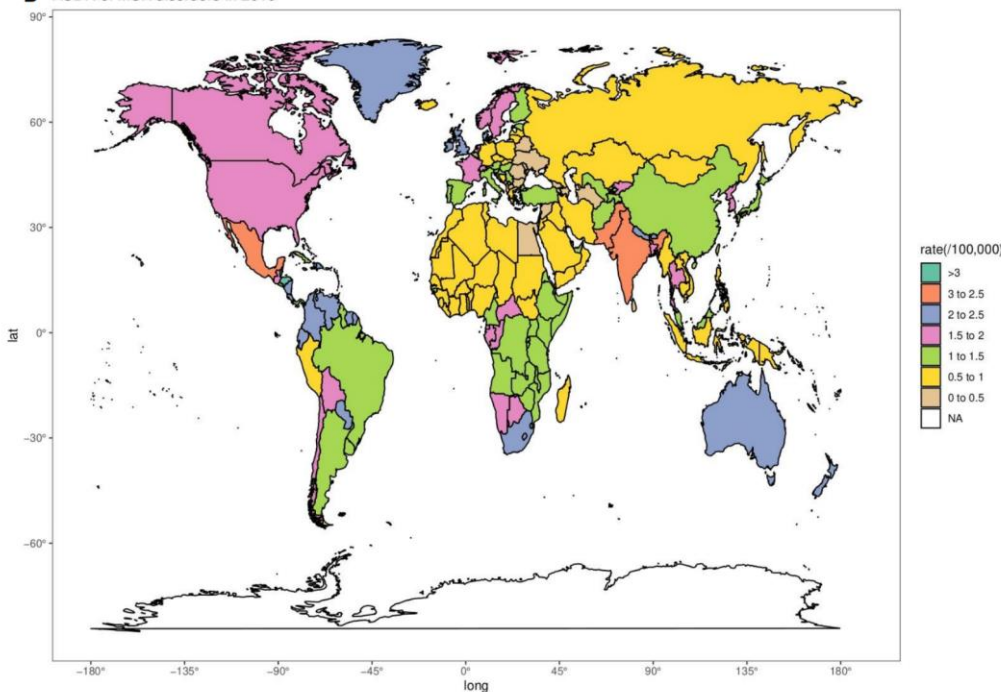 90°
60°
30°
0°
−30°
−60°
lat
−180°
−135°
−90°
−45°
0°
45°
90°
135°
180°
long
rate(/100,000)
>3
3 to 2.5
2 to 2.5
1.5 to 2
1 to 1.5
0.5 to 1
0 to 0.5
NA